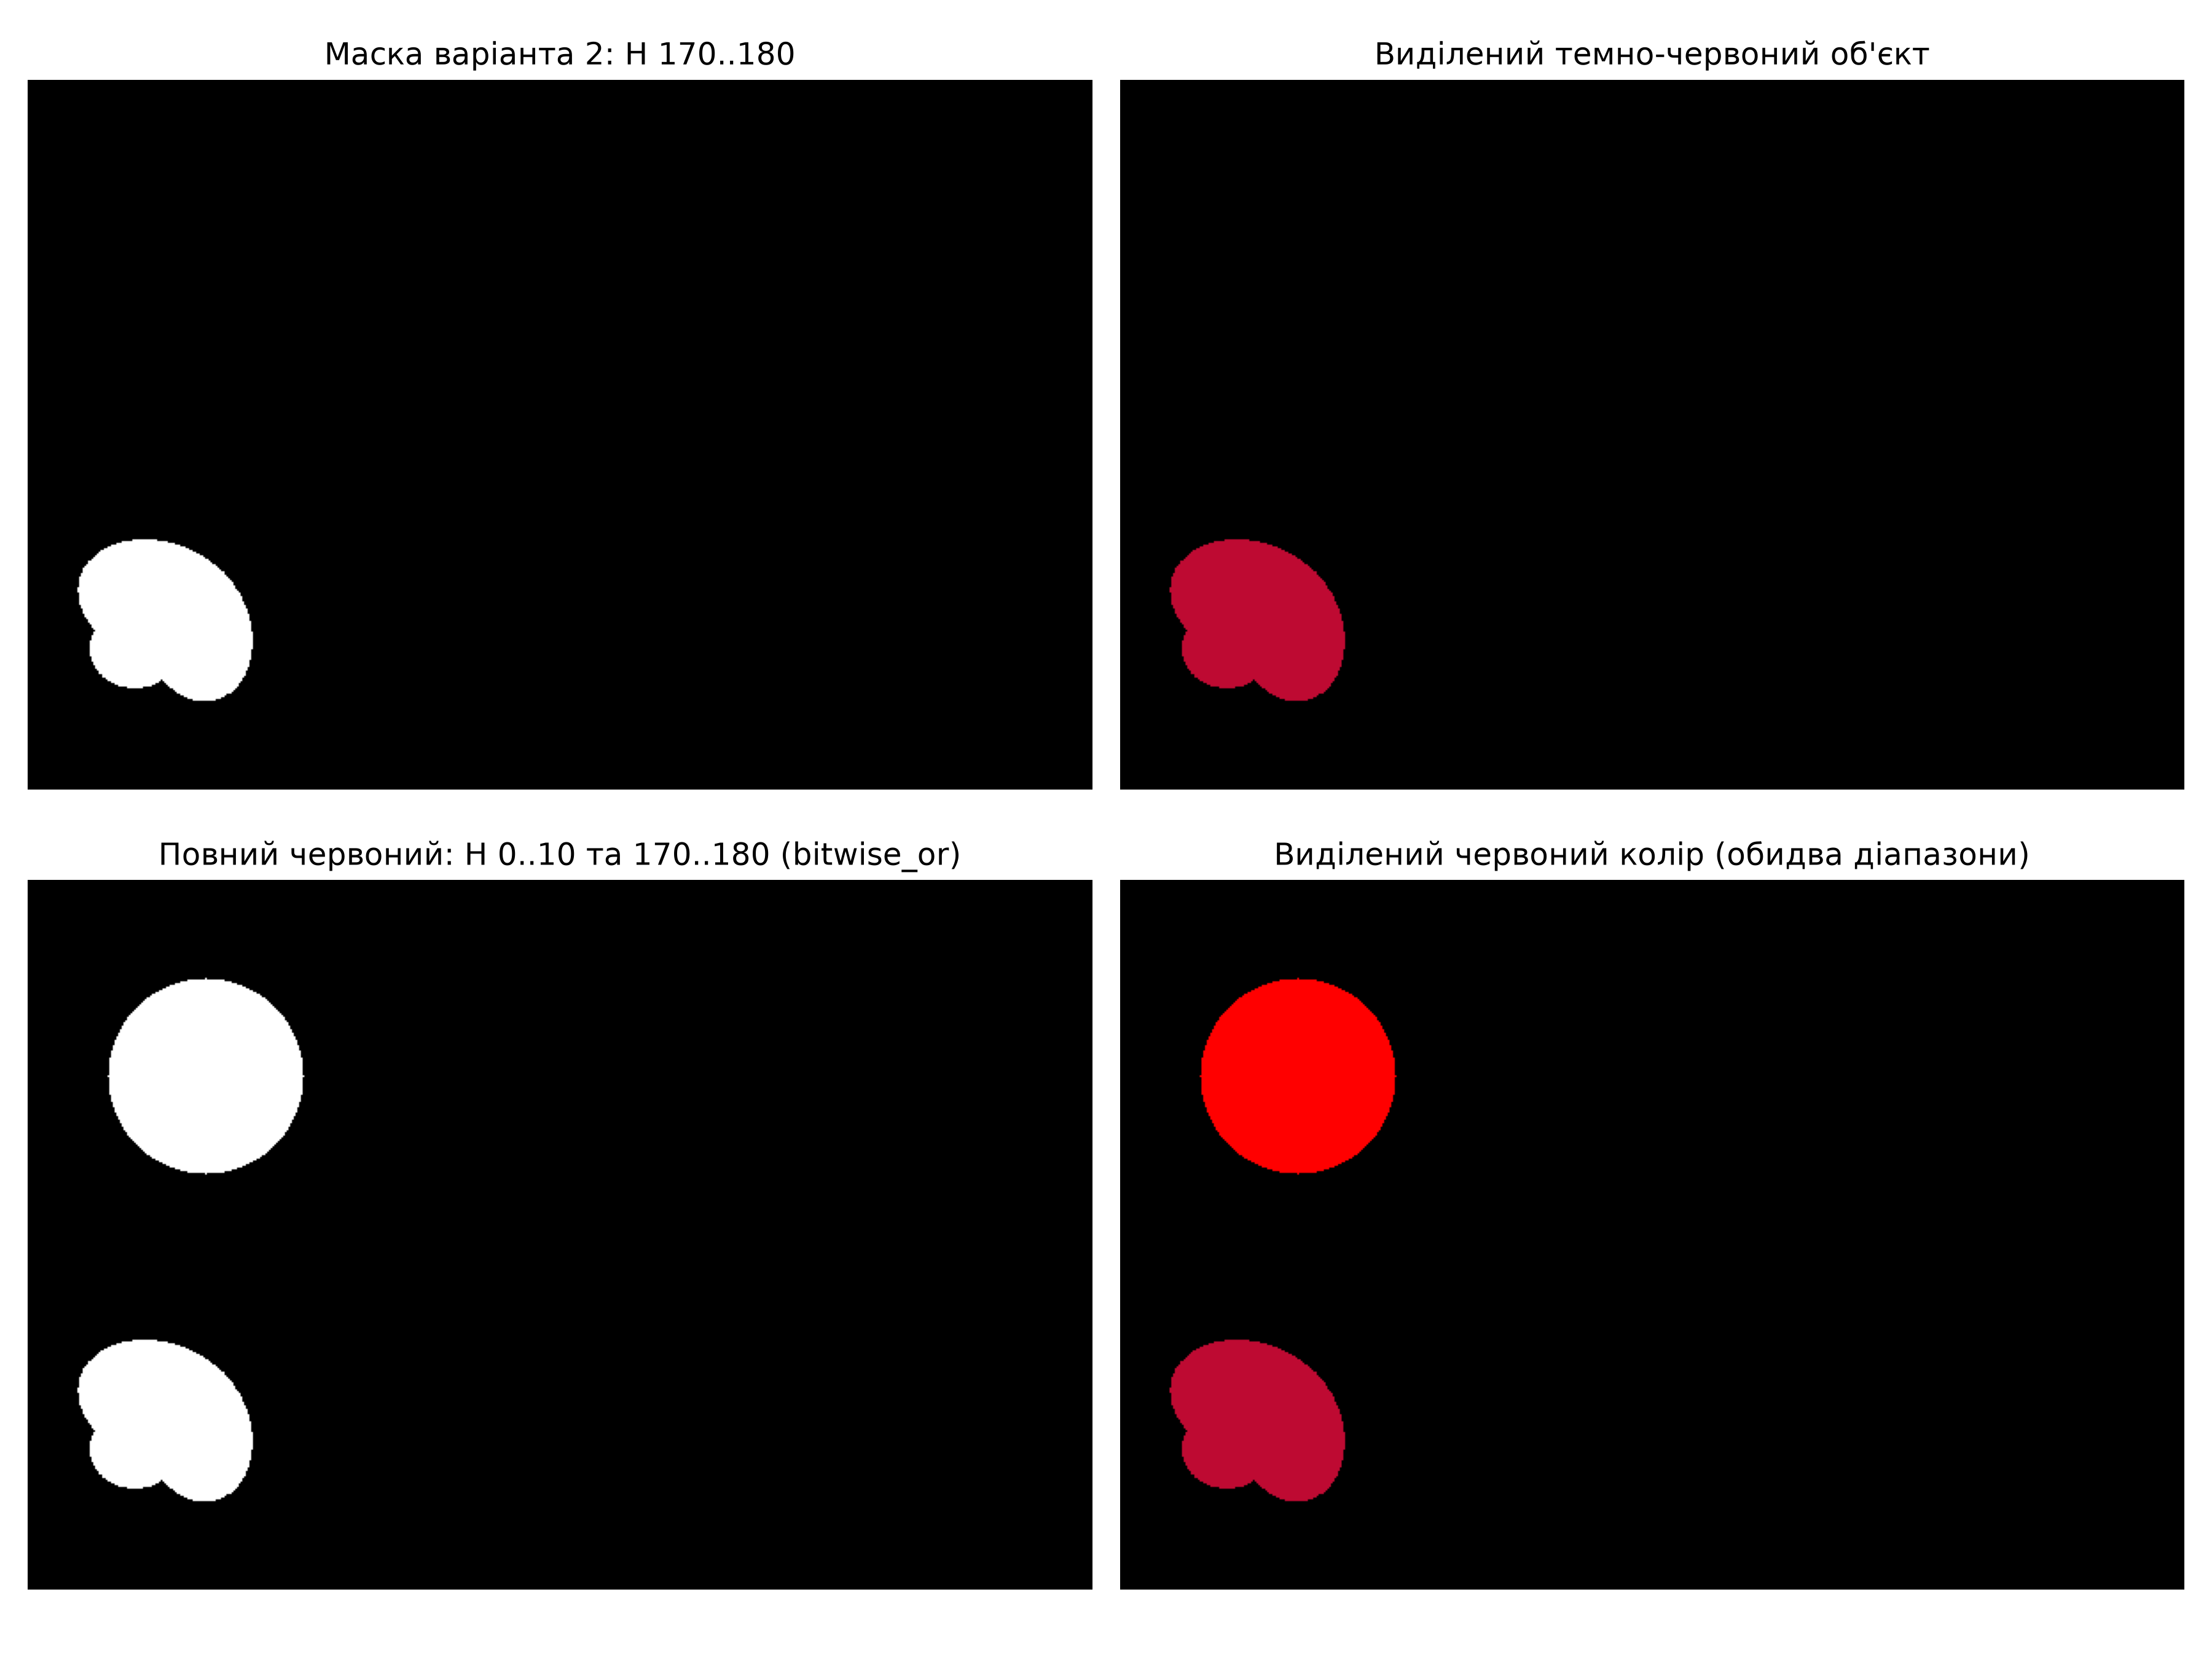 Маска варіанта 2: H 170..180
Виділений темно-червоний об'єкт
Повний червоний: H 0..10 та 170..180 (bitwise_or)
Виділений червоний колір (обидва діапазони)